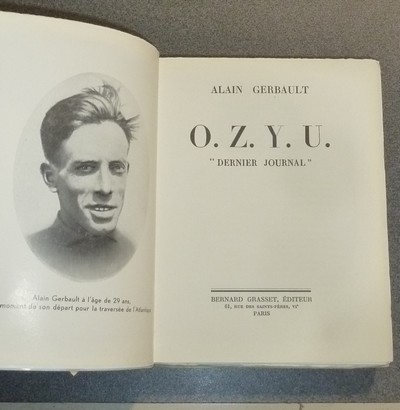 Alain Gerbault à l'âge de 29 ans,
moment de son départ pour la traversée de l'Atlantique
ALAIN GERBAULT
O. Z. Y. U.
"DERNIER JOURNAL"
BERNARD GRASSET, ÉDITEUR
61, RUE DES SAINTS-PÈRES, VIᵉ
PARIS